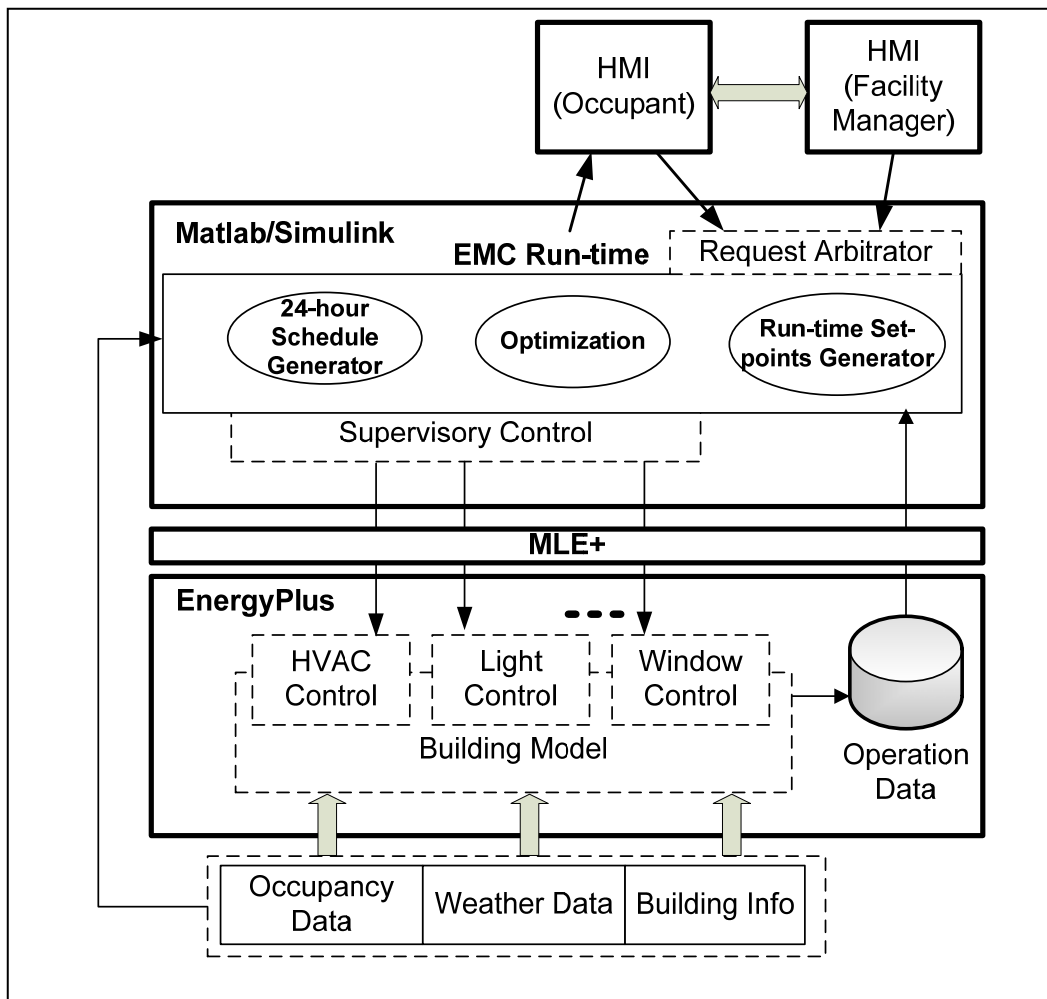 HMI
(Occupant)
HMI
(Facility
Manager)
Matlab/Simulink
EMC Run-time
Request Arbitrator
24-hour
Schedule
Generator
Optimization
Run-time Set-
points Generator
Supervisory Control
MLE+
EnergyPlus
HVAC
Control
Light
Control
Window
Control
Building Model
Operation
Data
Occupancy
Data
Weather Data
Building Info